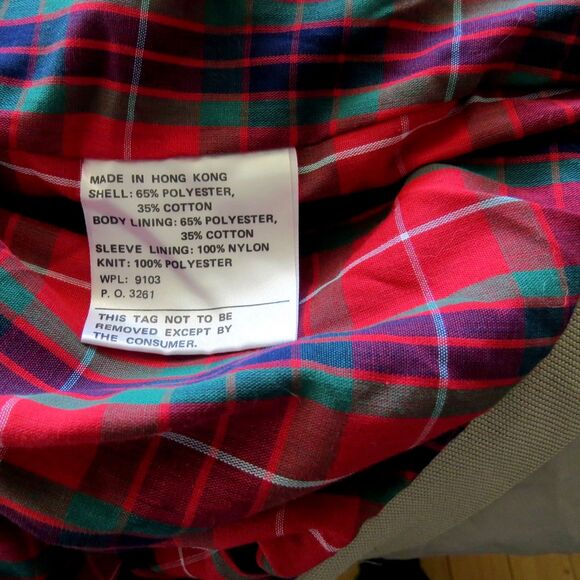 MADE IN HONG KONG
SHELL: 65% POLYESTER,
35% COTTON
BODY LINING: 65% POLYESTER,
35% COTTON
SLEEVE LINING: 100% NYLON
KNIT: 100% POLYESTER
WPL: 9103
P. O. 3261
THIS TAG NOT TO BE
REMOVED EXCEPT BY
THE CONSUMER.